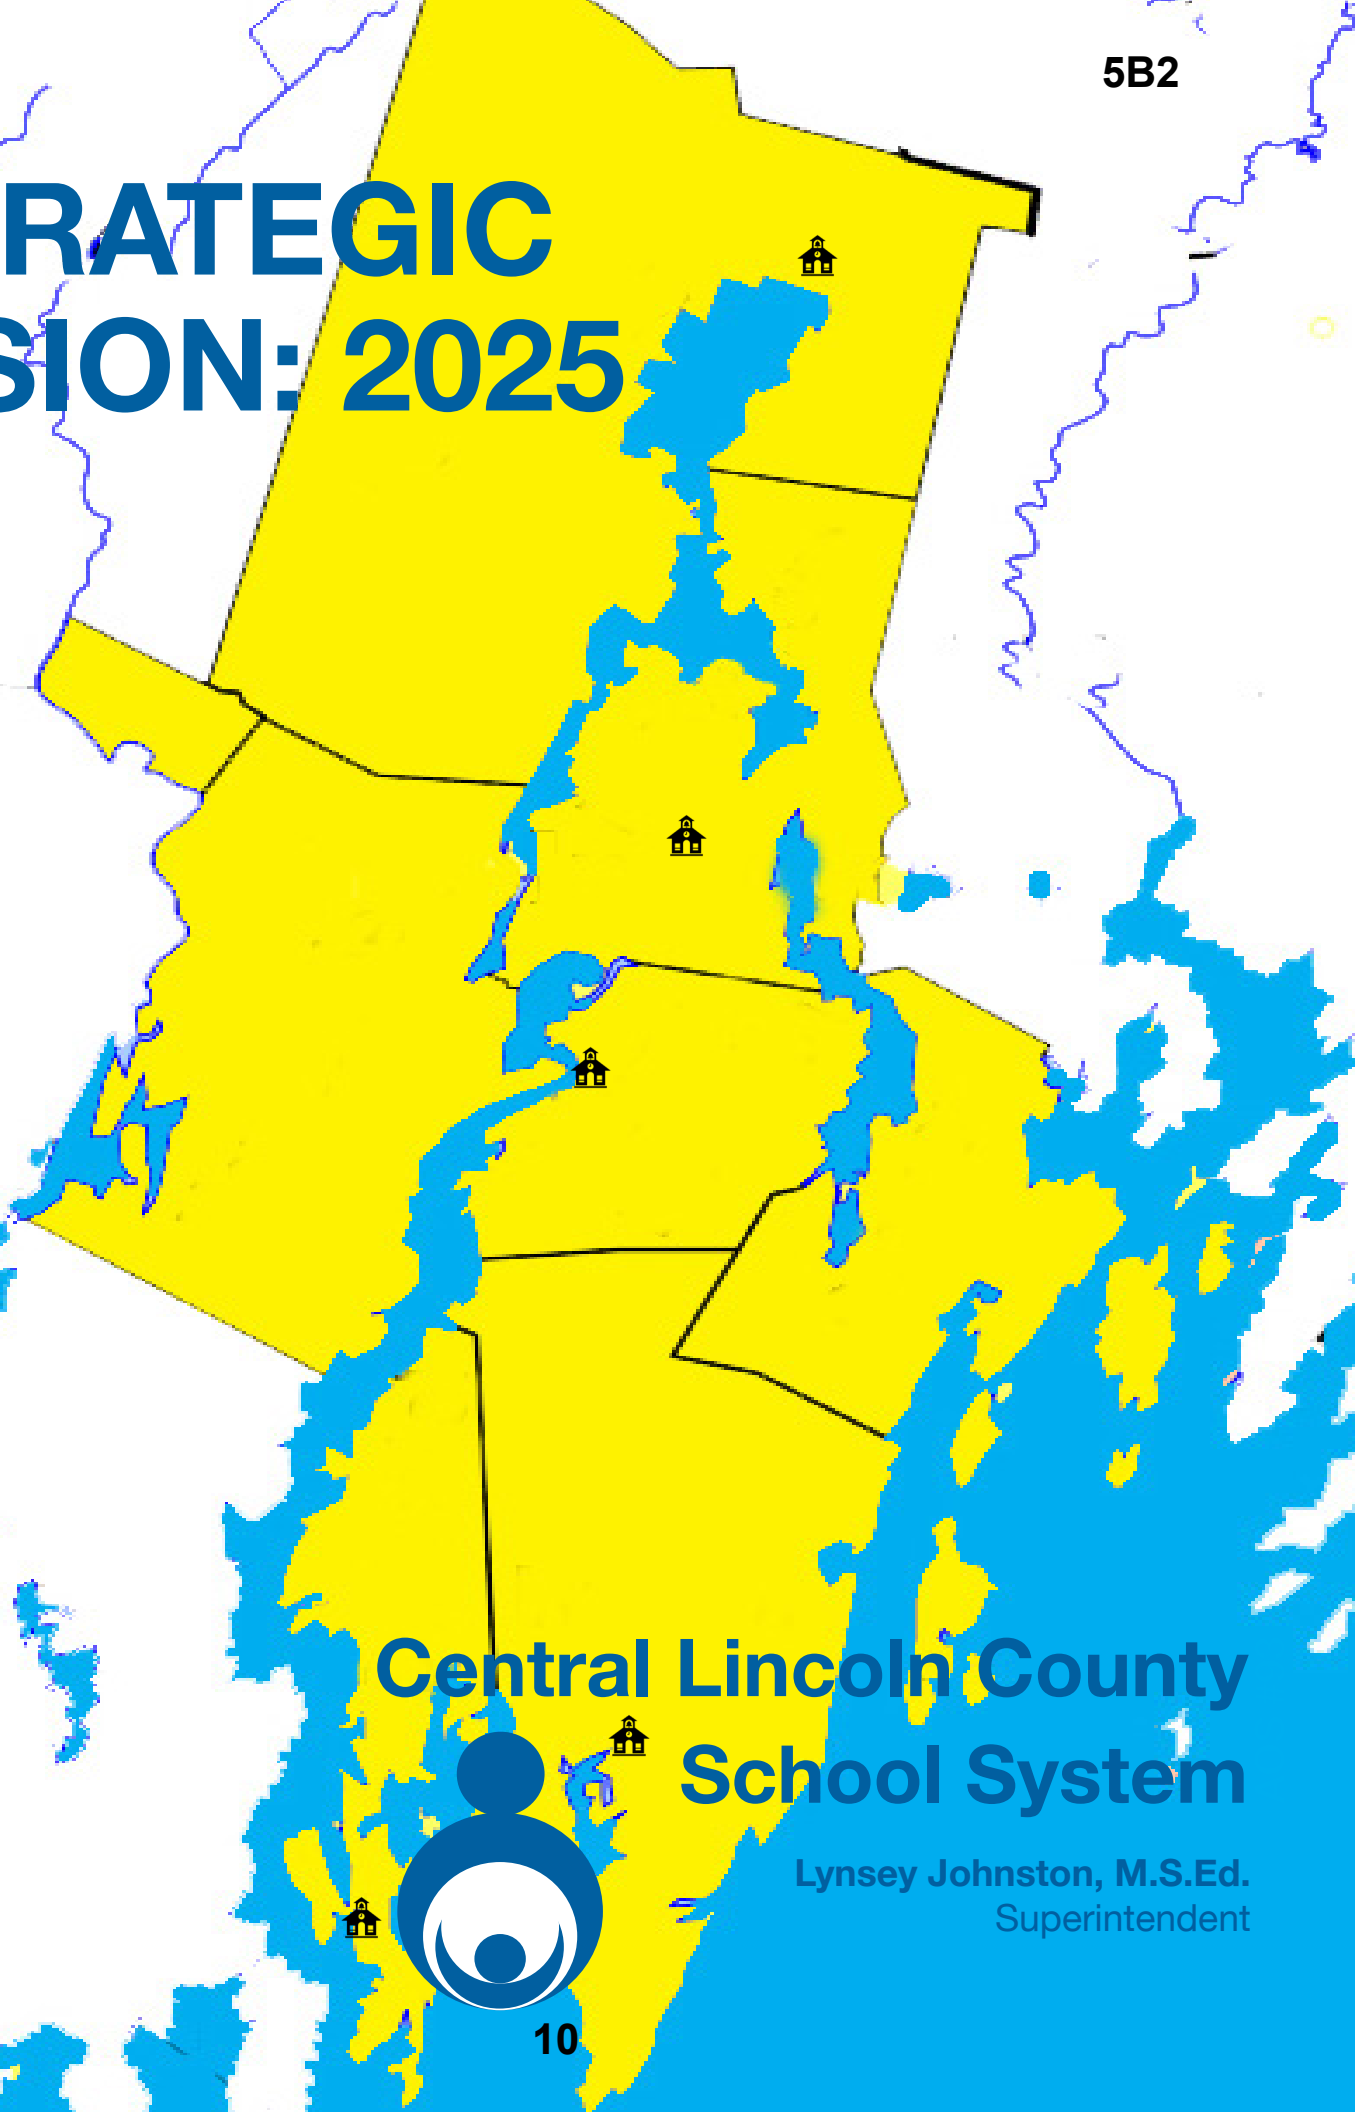 5B2
RATEGIC
SION: 2025
Central Lincoln County
School System
Lynsey Johnston, M.S.Ed.
Superintendent
10